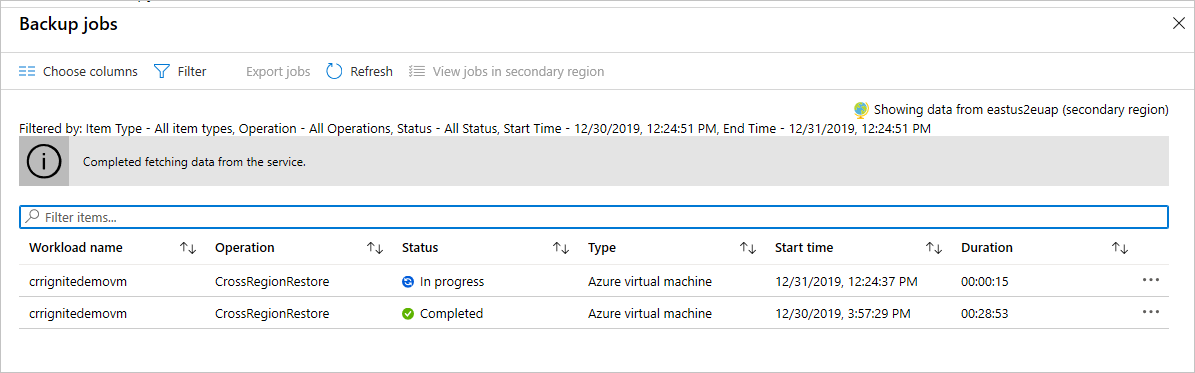 Backup jobs
Choose columns Filter Export jobs Refresh View jobs in secondary region
Showing data from eastus2euap (secondary region)
Filtered by: Item Type - All item types, Operation - All Operations, Status - All Status, Start Time - 12/30/2019, 12:24:51 PM, End Time - 12/31/2019, 12:24:51 PM
Completed fetching data from the service.
Filter items...
Workload name Operation Status Type Start time Duration
crrignitedemovm CrossRegionRestore In progress Azure virtual machine 12/31/2019, 12:24:37 PM 00:00:15 ...
crrignitedemovm CrossRegionRestore Completed Azure virtual machine 12/30/2019, 3:57:29 PM 00:28:53 ...